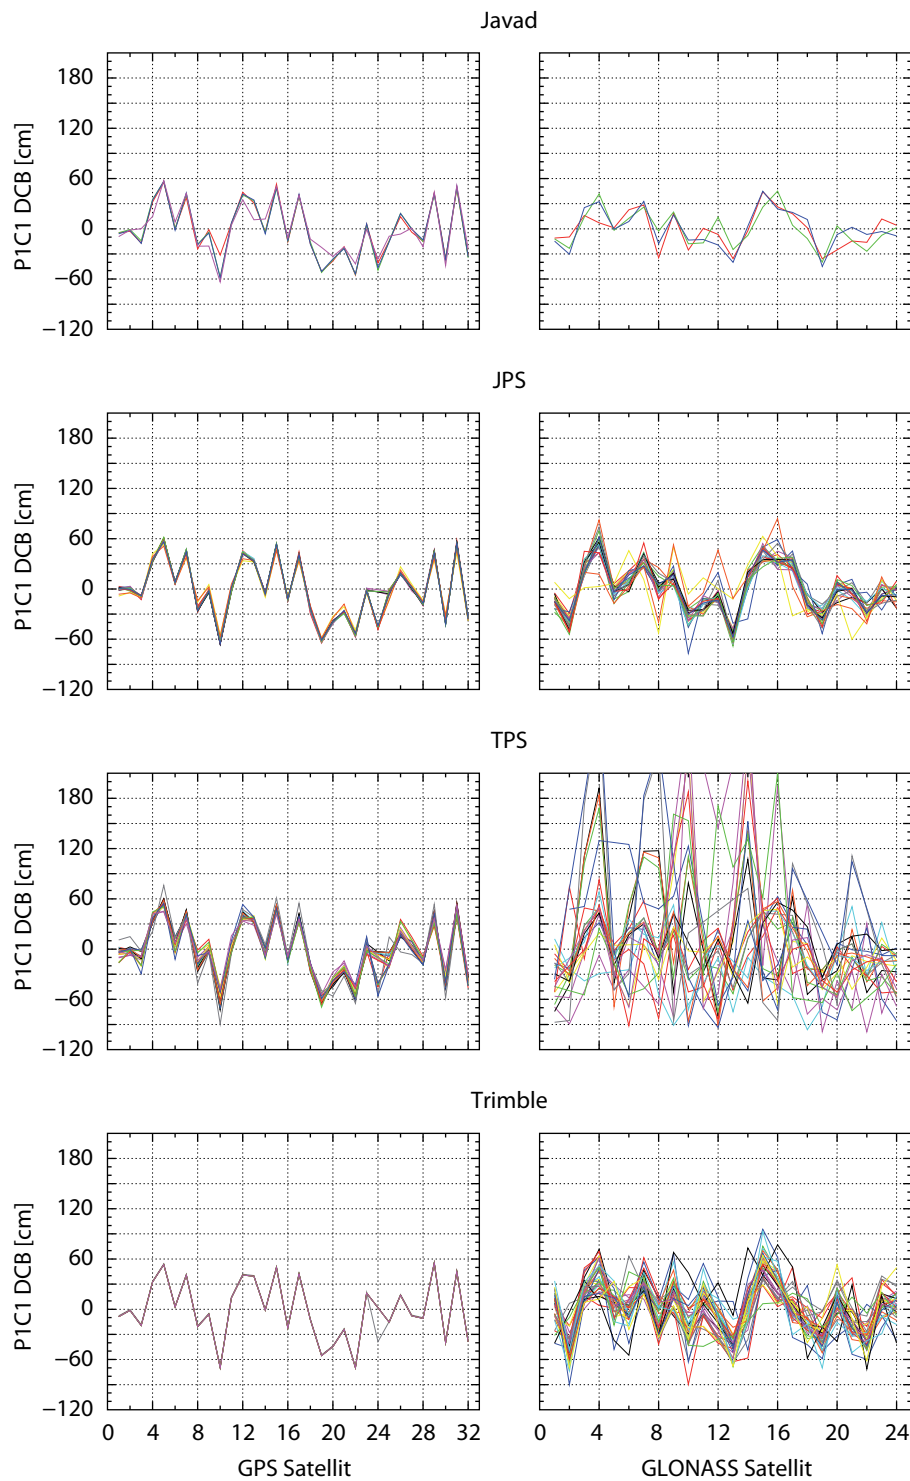 Javad
P1C1 DCB [cm]
180
120
60
0
−60
−120
JPS
P1C1 DCB [cm]
180
120
60
0
−60
−120
TPS
P1C1 DCB [cm]
180
120
60
0
−60
−120
Trimble
P1C1 DCB [cm]
180
120
60
0
−60
−120
0 4 8 12 16 20 24 28 32
0 4 8 12 16 20 24
GPS Satellit
GLONASS Satellit